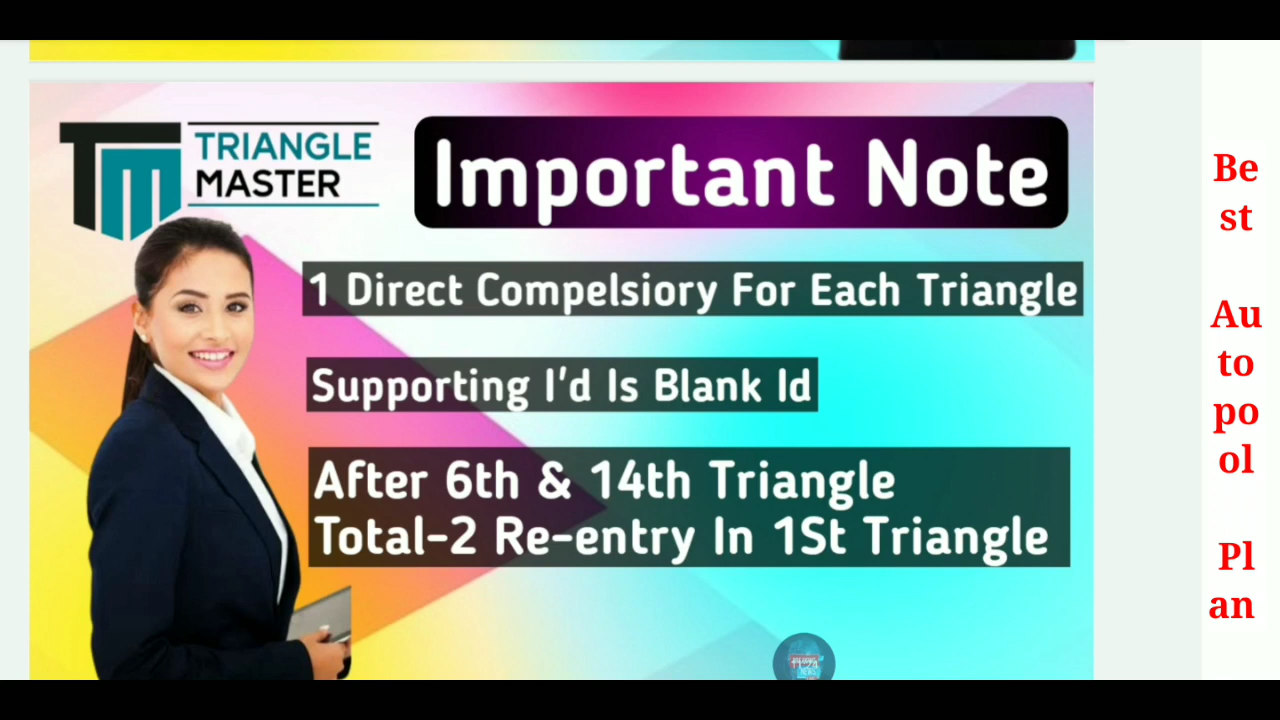 TRIANGLE
MASTER
Important Note
1 Direct Compelsiory For Each Triangle
Supporting I'd Is Blank Id
After 6th & 14th Triangle
Total-2 Re-entry In 1St Triangle
Be
st
Au
to
po
ol
Pl
an